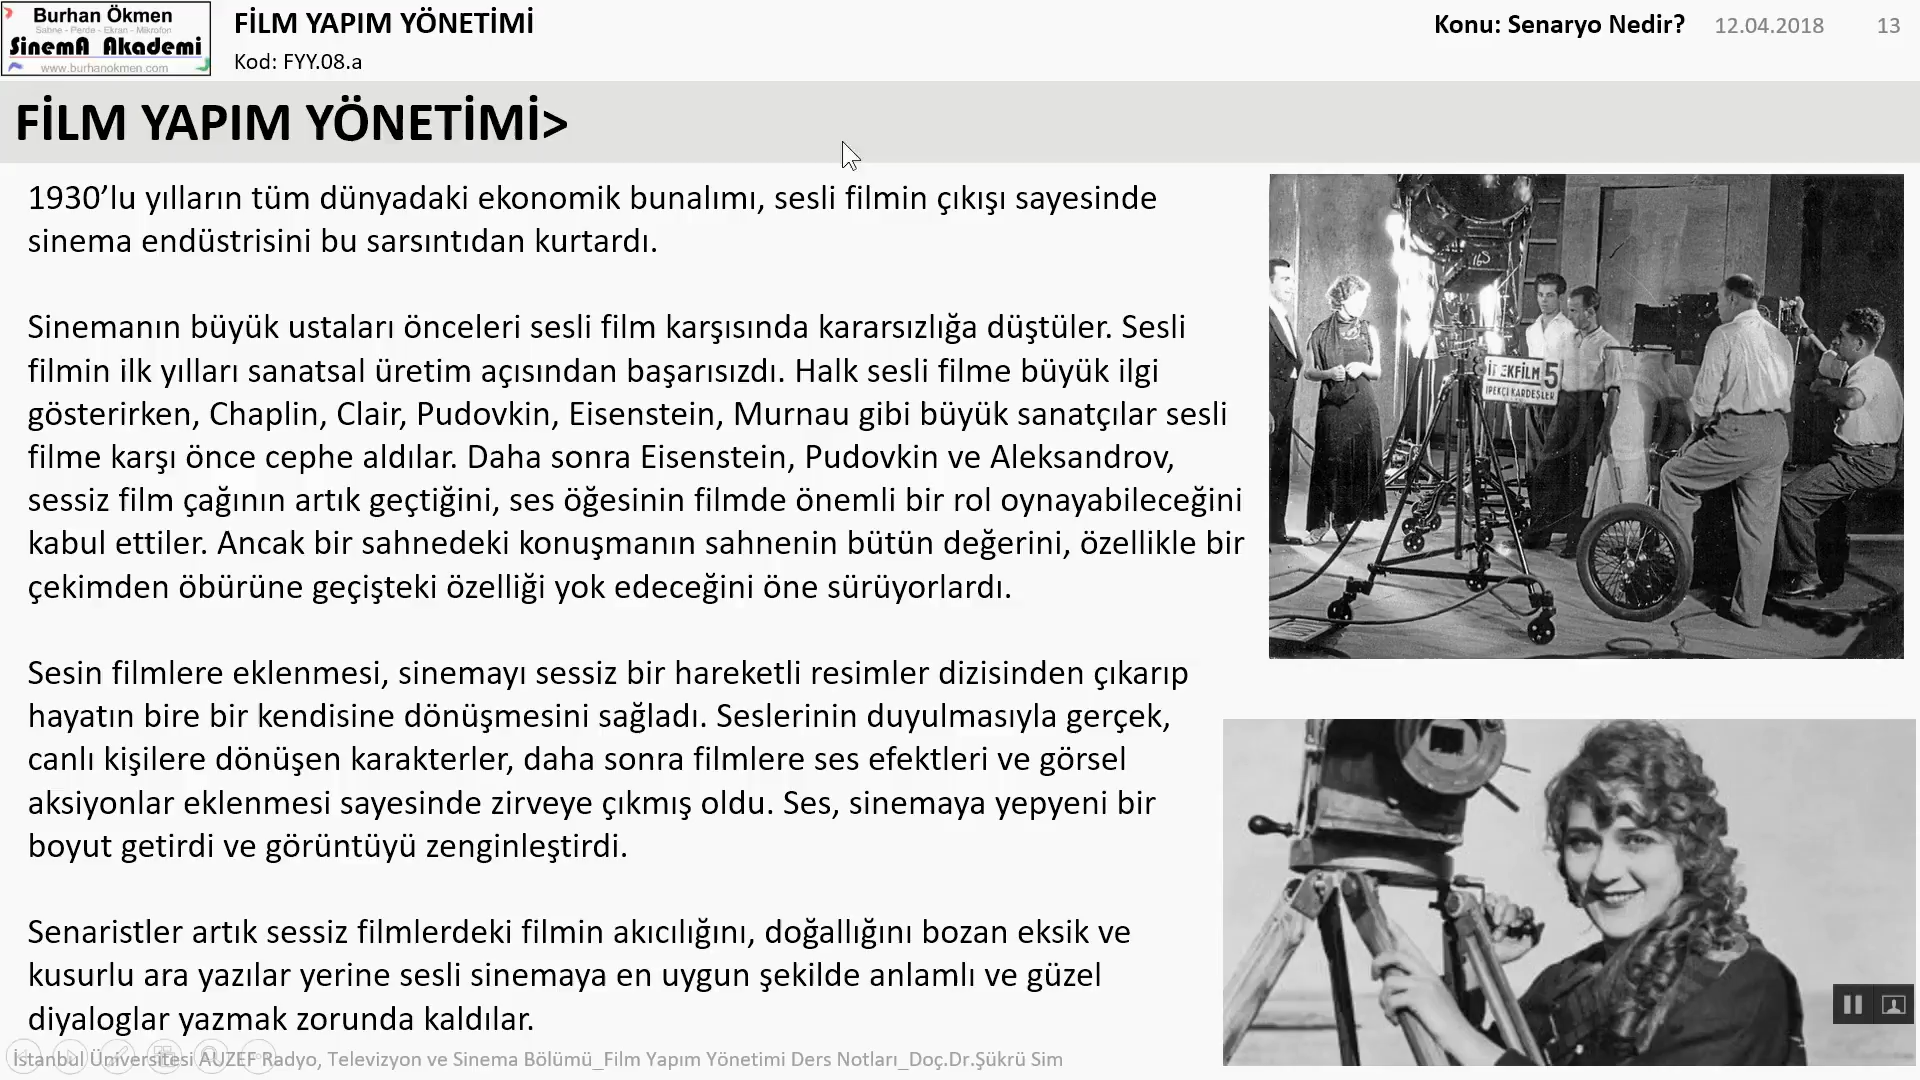 Burhan Ökmen
Sahne - Perde - Ekran - Mikrofon
SinemA Akademi
www.burhanokmen.com
FİLM YAPIM YÖNETİMİ
Kod: FYY.08.a
Konu: Senaryo Nedir?
12.04.2018
13
FİLM YAPIM YÖNETİMİ>
1930’lu yılların tüm dünyadaki ekonomik bunalımı, sesli filmin çıkışı sayesinde
sinema endüstrisini bu sarsıntıdan kurtardı.
Sinemanın büyük ustaları önceleri sesli film karşısında kararsızlığa düştüler. Sesli
filmin ilk yılları sanatsal üretim açısından başarısızdı. Halk sesli filme büyük ilgi
gösterirken, Chaplin, Clair, Pudovkin, Eisenstein, Murnau gibi büyük sanatçılar sesli
filme karşı önce cephe aldılar. Daha sonra Eisenstein, Pudovkin ve Aleksandrov,
sessiz film çağının artık geçtiğini, ses öğesinin filmde önemli bir rol oynayabileceğini
kabul ettiler. Ancak bir sahnedeki konuşmanın sahnenin bütün değerini, özellikle bir
çekimden öbürüne geçişteki özelliği yok edeceğini öne sürüyorlardı.
Sesin filmlere eklenmesi, sinemayı sessiz bir hareketli resimler dizisinden çıkarıp
hayatın bire bir kendisine dönüşmesini sağladı. Seslerinin duyulmasıyla gerçek,
canlı kişilere dönüşen karakterler, daha sonra filmlere ses efektleri ve görsel
aksiyonlar eklenmesi sayesinde zirveye çıkmış oldu. Ses, sinemaya yepyeni bir
boyut getirdi ve görüntüyü zenginleştirdi.
Senaristler artık sessiz filmlerdeki filmin akıcılığını, doğallığını bozan eksik ve
kusurlu ara yazılar yerine sesli sinemaya en uygun şekilde anlamlı ve güzel
diyaloglar yazmak zorunda kaldılar.
165
5
İPEKÇİ KARDEŞLER
İstanbul Üniversitesi AUZEF Radyo, Televizyon ve Sinema Bölümü_Film Yapım Yönetimi Ders Notları_Doç.Dr.Şükrü Sim